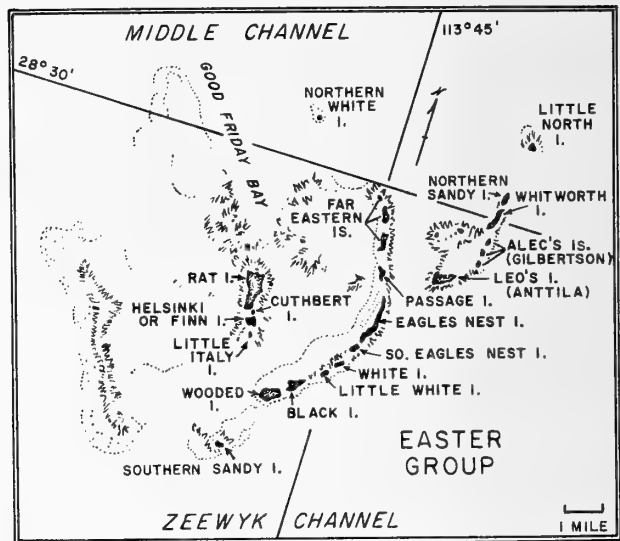 MIDDLE CHANNEL
113°45'
28°30'
GOOD FRIDAY BAY
NORTHERN
WHITE
I.
LITTLE
NORTH
I.
FAR
EASTERN
IS.
NORTHERN
SANDY I.
WHITWORTH
I.
ALEC'S IS.
(GILBERTSON)
LEO'S I.
(ANTTILA)
RAT I.
CUTHBERT
I.
HELSINKI
OR FINN I.
LITTLE
ITALY I.
PASSAGE I.
EAGLES NEST I.
SO. EAGLES NEST I.
WHITE I.
LITTLE WHITE I.
WOODED
I.
BLACK I.
SOUTHERN SANDY I.
EASTER
GROUP
ZEEWYK CHANNEL
1 MILE